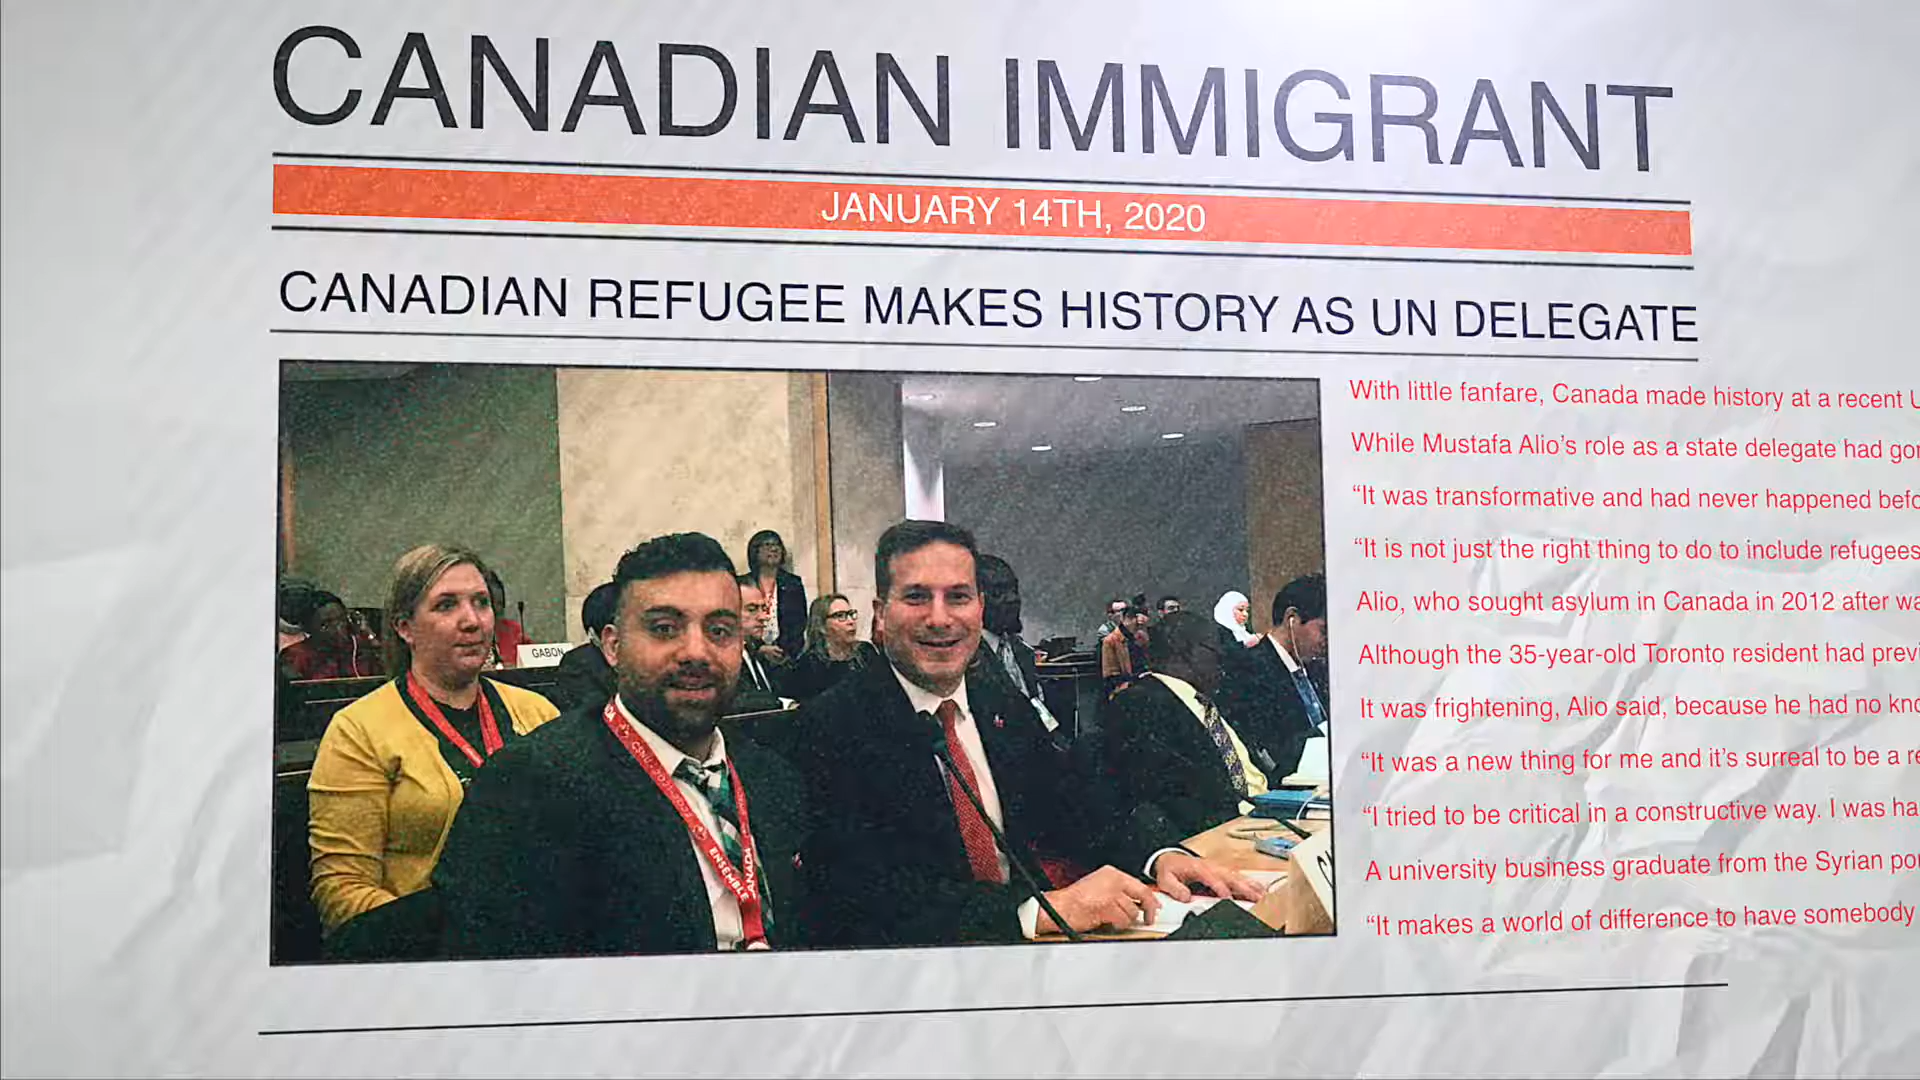 CANADIAN IMMIGRANT
JANUARY 14TH, 2020
CANADIAN REFUGEE MAKES HISTORY AS UN DELEGATE
With little fanfare, Canada made history at a recent
While Mustafa Alio's role as a state delegate had
“It was transformative and had never happened
“It is not just the right thing to do to include refugees
Alio, who sought asylum in Canada in 2012 after
Although the 35-year-old Toronto resident had
It was frightening, Alio said, because he had no
“It was a new thing for me and it's surreal to be a
“I tried to be critical in a constructive way. I was
A university business graduate from the Syrian
“It makes a world of difference to have somebody
GABON
ENSEMBLE
CANADA